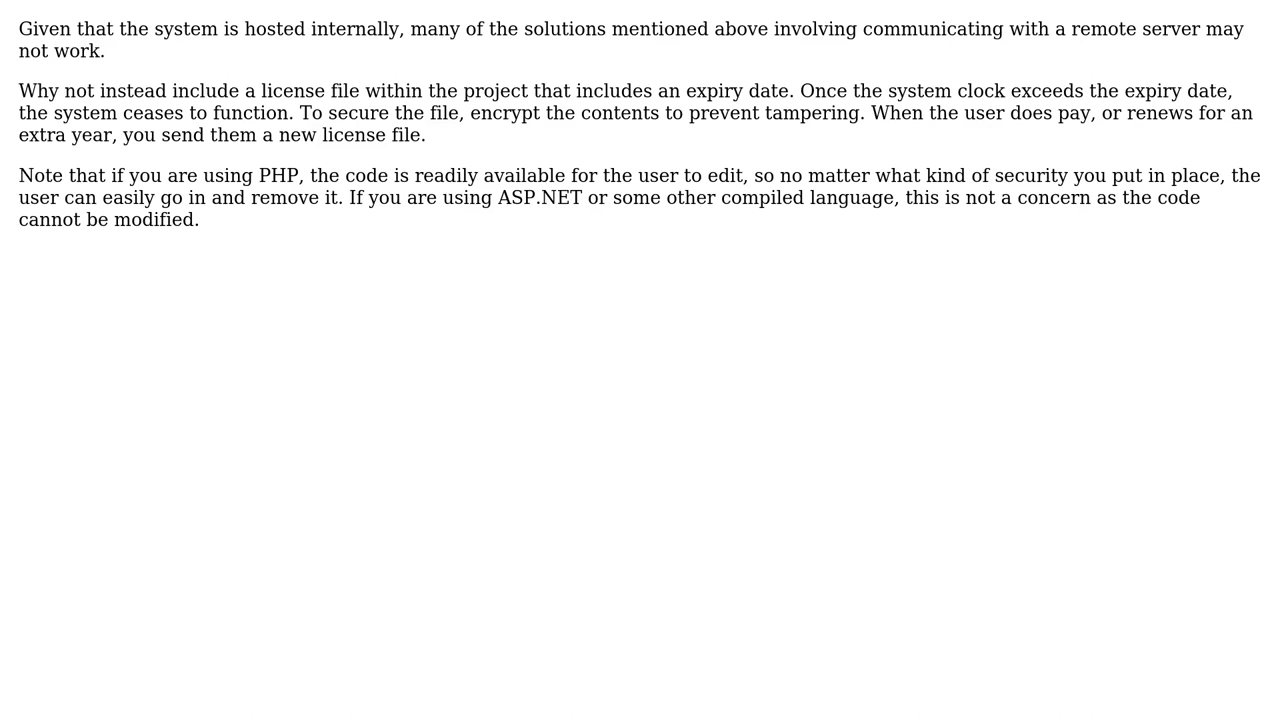 Given that the system is hosted internally, many of the solutions mentioned above involving communicating with a remote server may
not work.
Why not instead include a license file within the project that includes an expiry date. Once the system clock exceeds the expiry date,
the system ceases to function. To secure the file, encrypt the contents to prevent tampering. When the user does pay, or renews for an
extra year, you send them a new license file.
Note that if you are using PHP, the code is readily available for the user to edit, so no matter what kind of security you put in place, the
user can easily go in and remove it. If you are using ASP.NET or some other compiled language, this is not a concern as the code
cannot be modified.